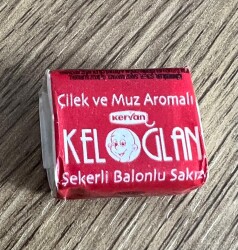 Çilek ve Muz Aromalı
Kervan
KELOĞLAN
Şekerli Balonlu Sakız